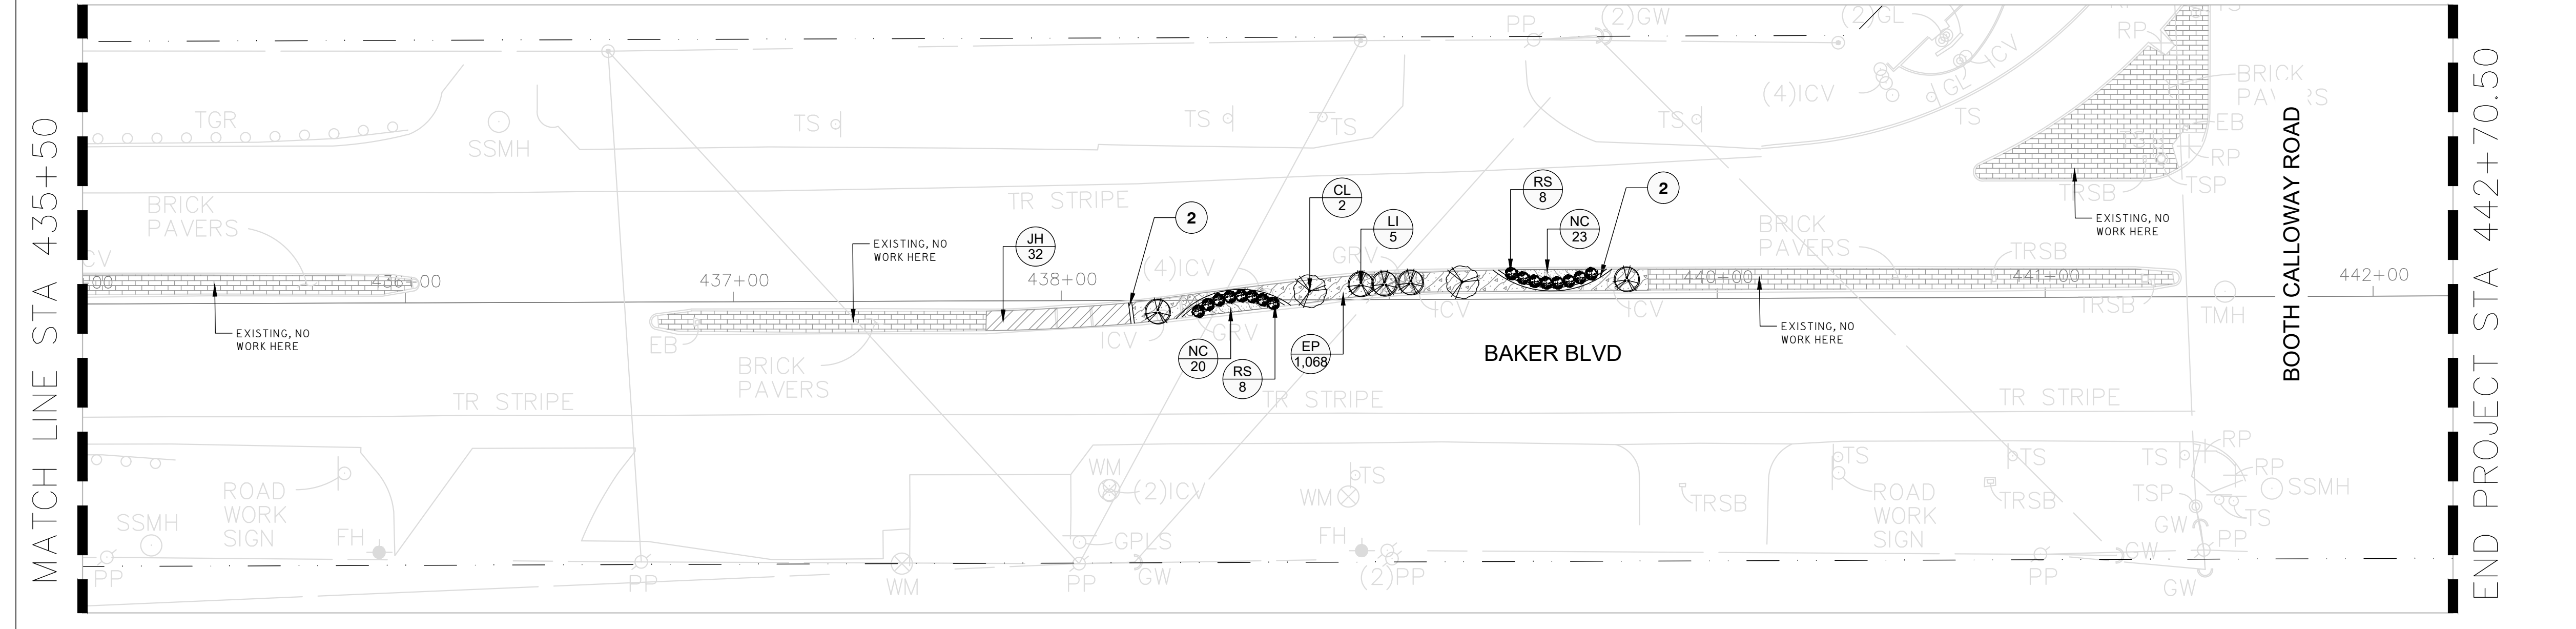 MATCH LINE STA 435+50
END PROJECT STA 442+70.50
BOOTH CALLOWAY ROAD
BAKER BLVD
PP
(2)GW
(2)GL
ICV
GL
(4)ICV
TS
RP
TS
BRICK
EB
RP
TSP
TRSB
EXISTING, NO
WORK HERE
TGR
SSMH
TS
TS
TS
TS
BRICK
PAVERS
TR STRIPE
CL
2
RS
8
2
LI
5
NC
23
2
JH
32
EXISTING, NO
WORK HERE
BRICK
PAVERS
TRSB
436+00
437+00
438+00
(4)ICV
GRV
440+00
441+00
442+00
EXISTING, NO
WORK HERE
EB
ICV
GRV
ICV
ICV
TRSB
TMH
NC
20
RS
8
EP
1,068
EXISTING, NO
WORK HERE
BRICK
PAVERS
TR STRIPE
TR STRIPE
TR STRIPE
ROAD
WORK
SIGN
SSMH
FH
PP
PP
WM
WM
(2)ICV
GPLS
PP
GW
WM
TS
FH
(2)PP
TRSB
TS
ROAD
WORK
SIGN
TS
TRSB
PP
GW
TS
RP
RP
SSMH
TSP
TS
GW
PP
GW